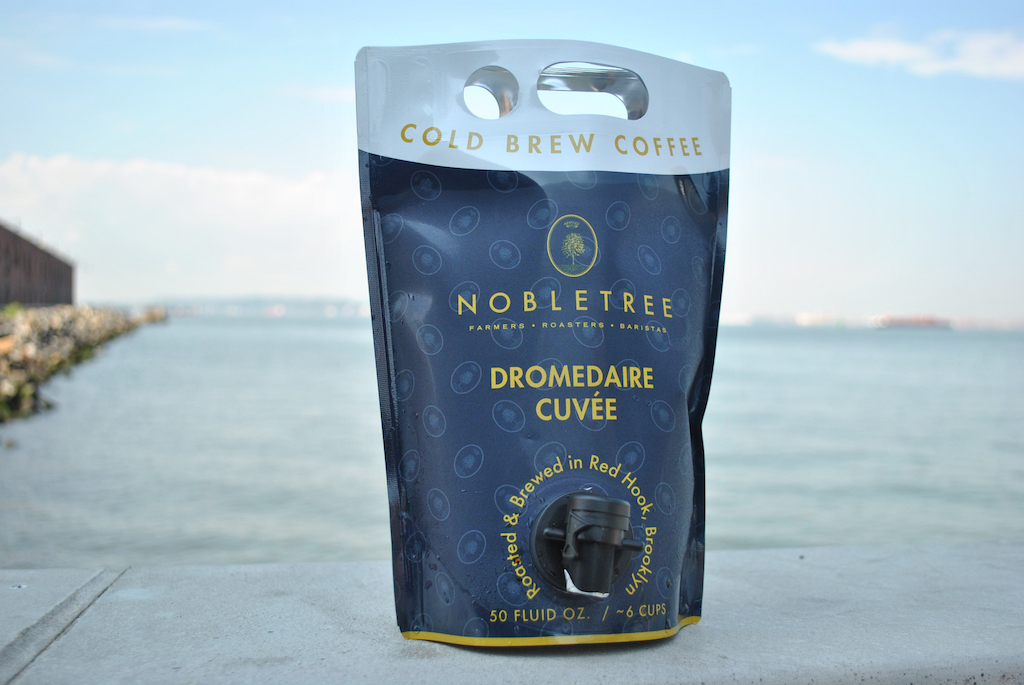 COLD BREW COFFEE
NOBLETREE
FARMERS • ROASTERS • BARISTAS
DROMEDAIRE
CUVÉE
Roasted & Brewed in Red Hook, Brooklyn
50 FLUID OZ. / ~6 CUPS